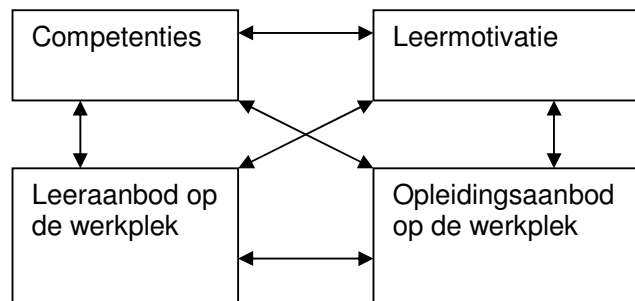 Competenties
Leermotivatie
Leeraanbod op
de werkplek
Opleidingsaanbod
op de werkplek